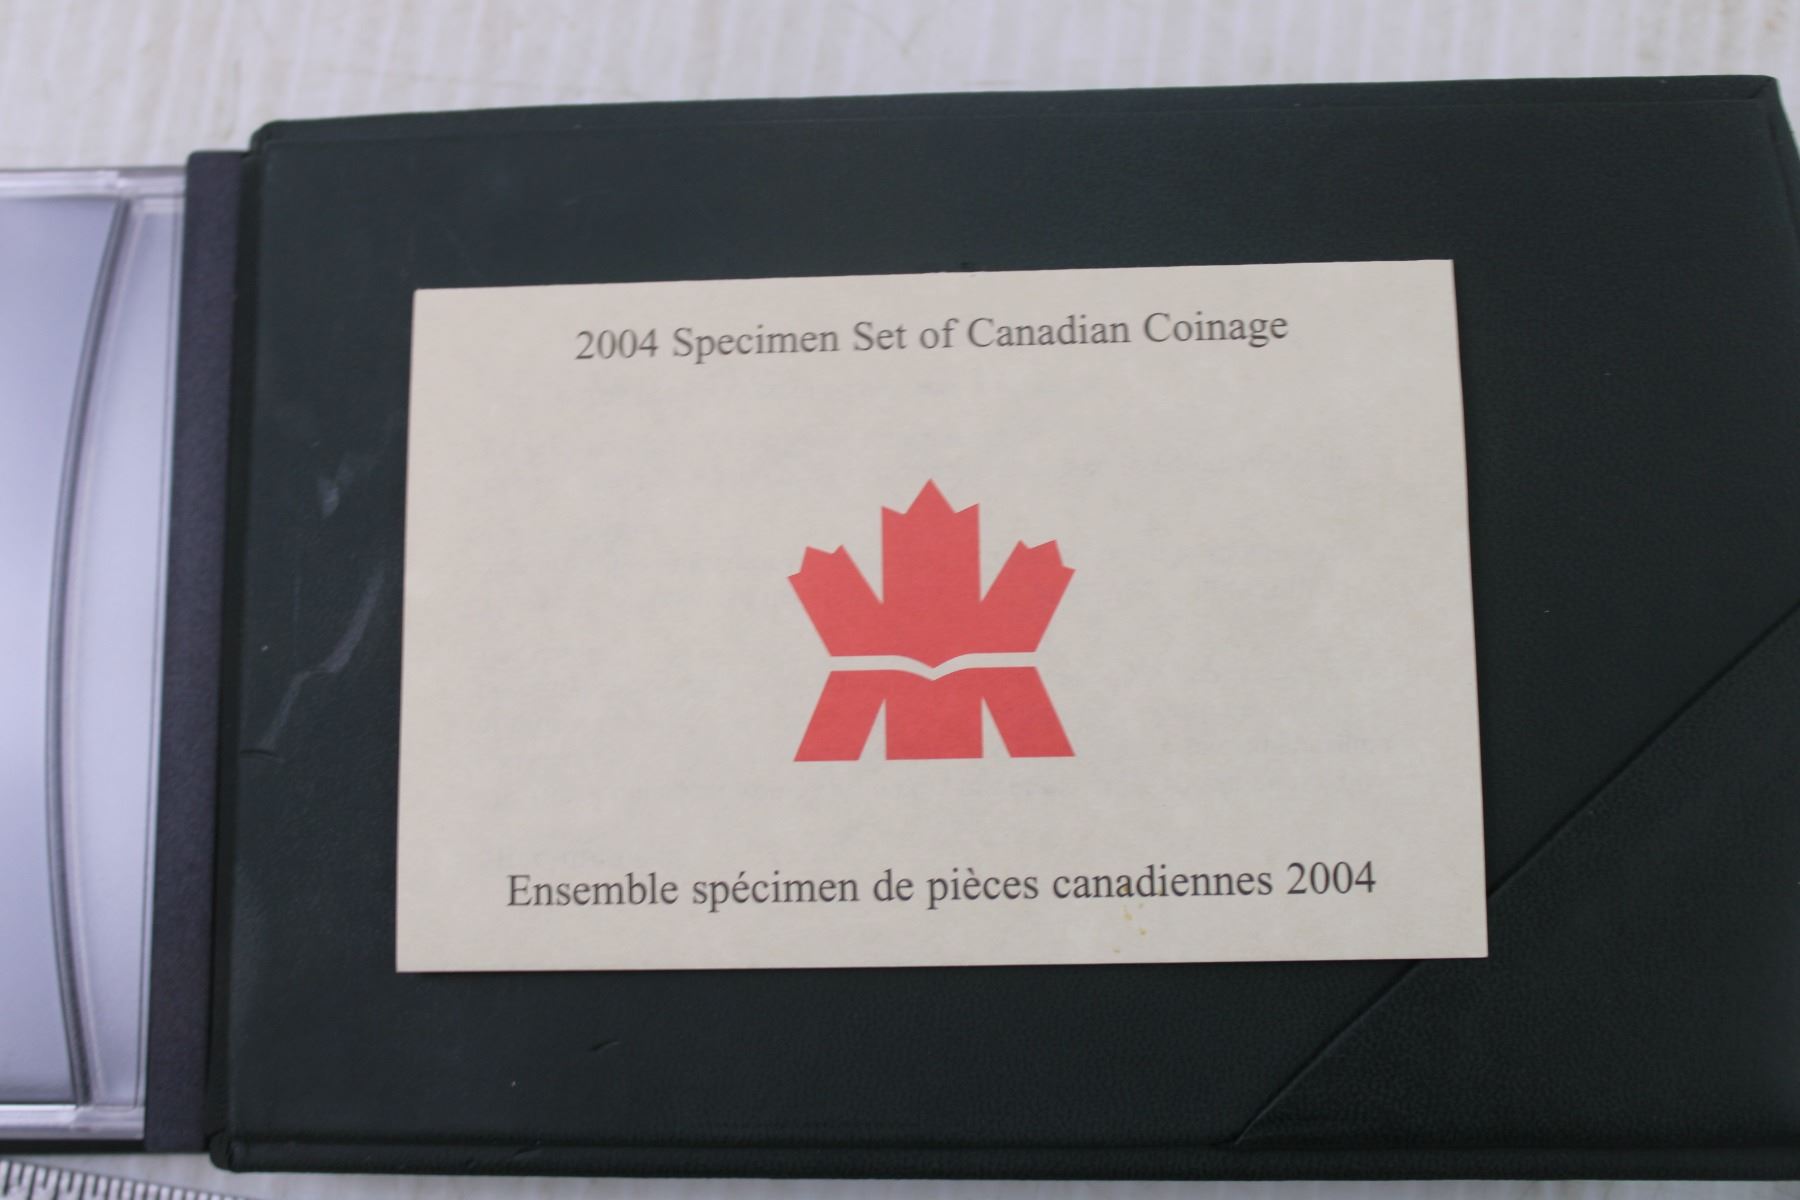 2004 Specimen Set of Canadian Coinage
Ensemble spécimen de pièces canadiennes 2004